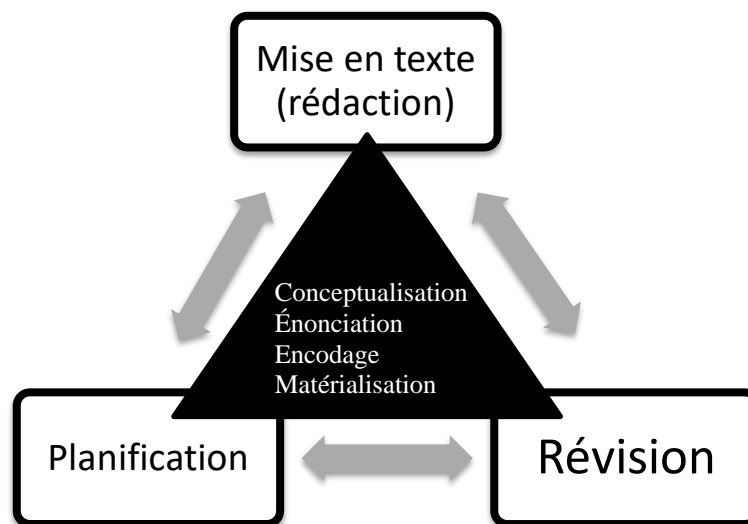 Mise en texte
(rédaction)
Conceptualisation
Énonciation
Encodage
Matérialisation
Planification
Révision